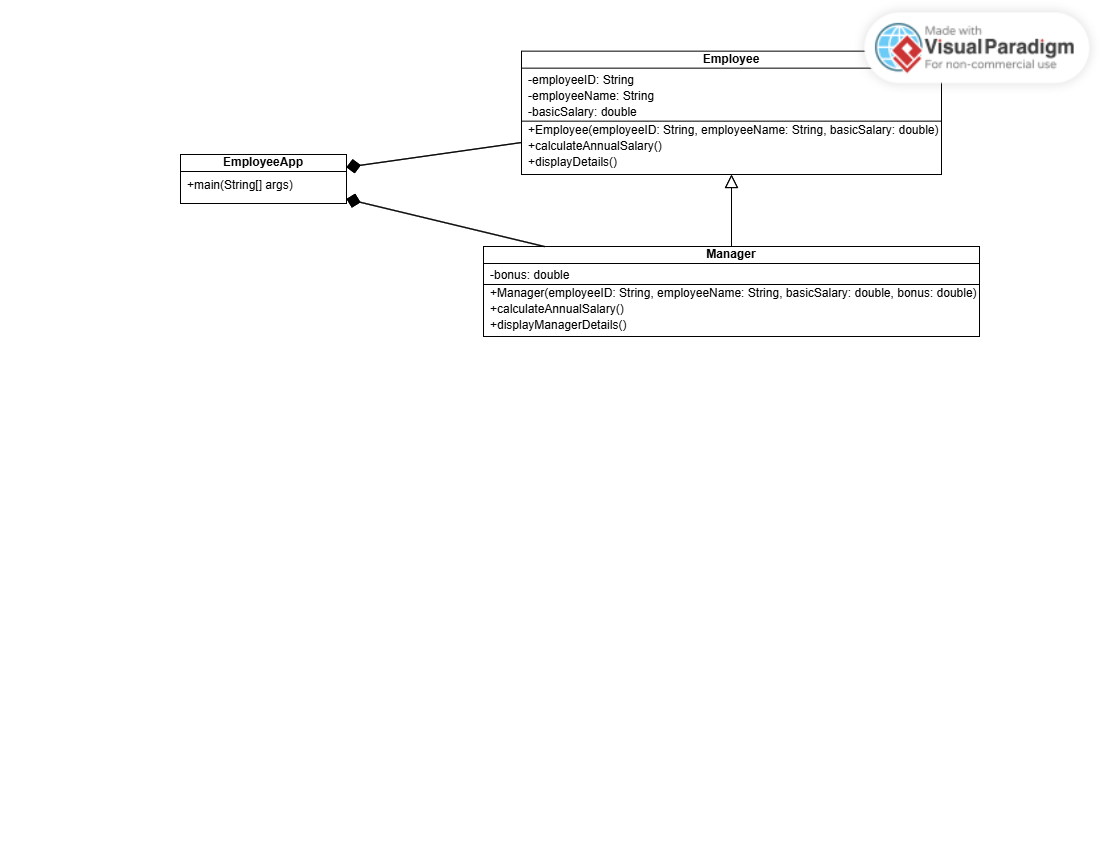 Made with
Visual Paradigm
For non-commercial use
Employee
-employeeID: String
-employeeName: String
-basicSalary: double
+Employee(employeeID: String, employeeName: String, basicSalary: double)
+calculateAnnualSalary()
+displayDetails()
EmployeeApp
+main(String[] args)
Manager
-bonus: double
+Manager(employeeID: String, employeeName: String, basicSalary: double, bonus: double)
+calculateAnnualSalary()
+displayManagerDetails()